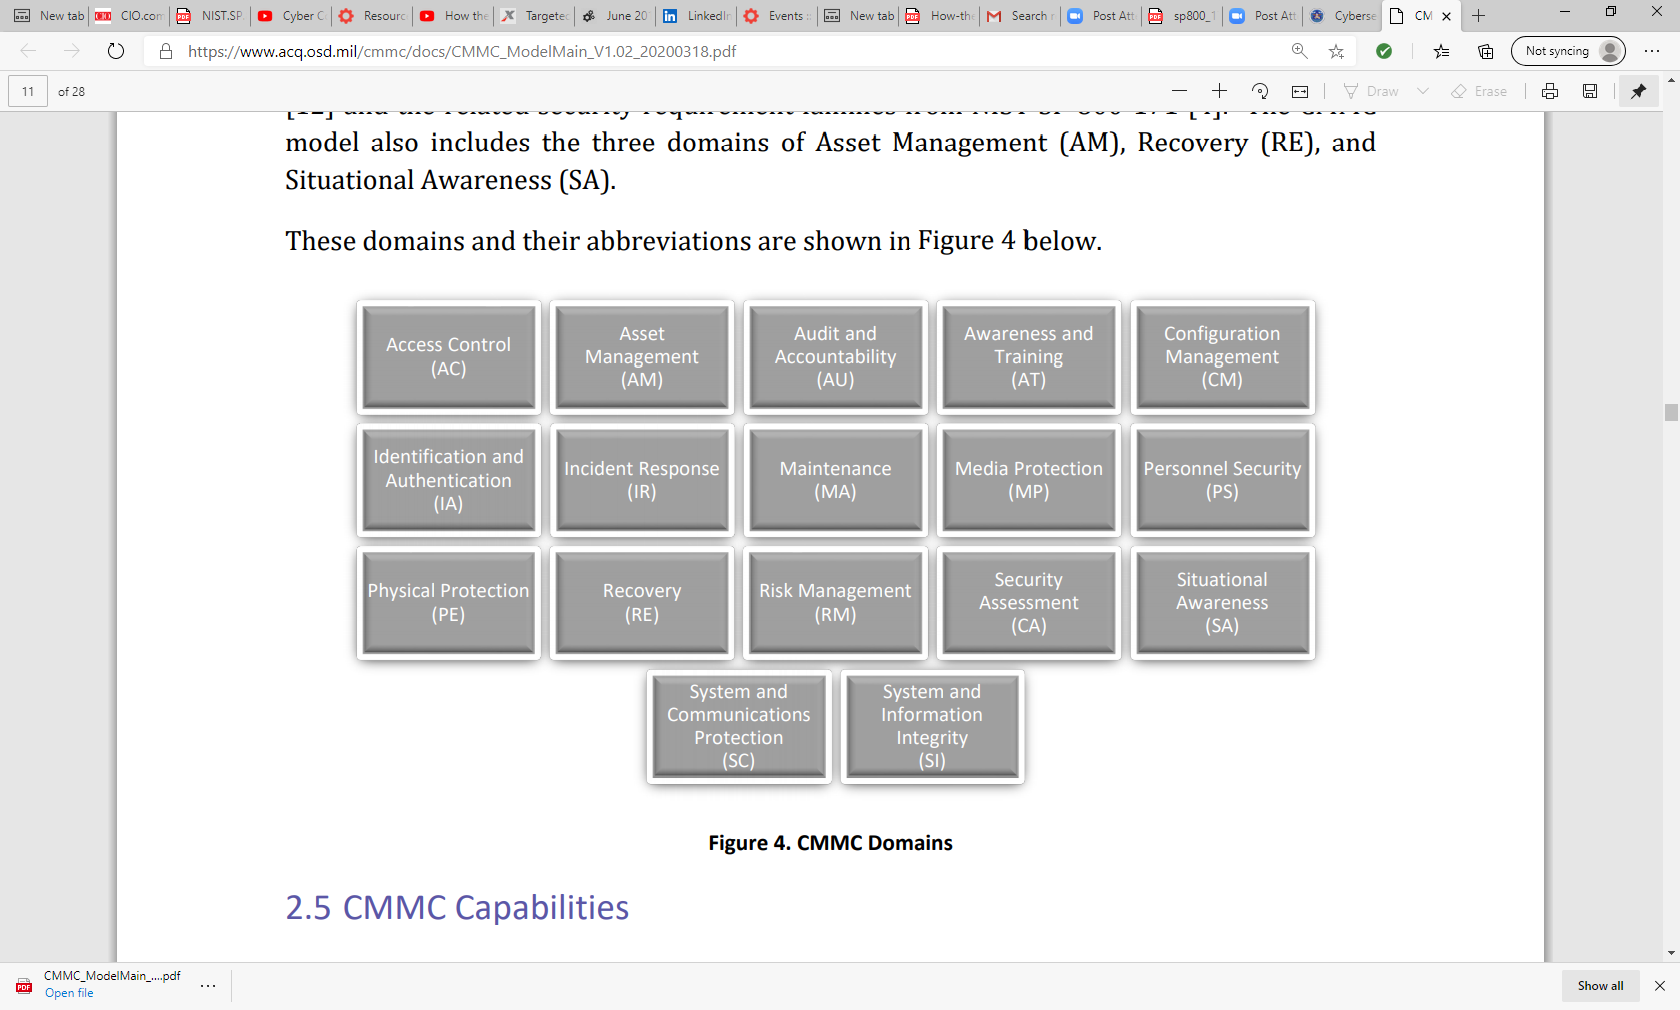 New tab
CIO.com
NIST.SP.
Cyber C
Resourc
How the
Targeted
June 20
LinkedIn
Events
New tab
How-the
Search r
Post Att
sp800_1
Post Att
Cyberse
CM
https://www.acq.osd.mil/cmmc/docs/CMMC_ModelMain_V1.02_20200318.pdf
Not syncing
11 of 28
Draw
Erase
model also includes the three domains of Asset Management (AM), Recovery (RE), and
Situational Awareness (SA).
These domains and their abbreviations are shown in Figure 4 below.
Access Control
(AC)
Asset
Management
(AM)
Audit and
Accountability
(AU)
Awareness and
Training
(AT)
Configuration
Management
(CM)
Identification and
Authentication
(IA)
Incident Response
(IR)
Maintenance
(MA)
Media Protection
(MP)
Personnel Security
(PS)
Physical Protection
(PE)
Recovery
(RE)
Risk Management
(RM)
Security
Assessment
(CA)
Situational
Awareness
(SA)
System and
Communications
Protection
(SC)
System and
Information
Integrity
(SI)
Figure 4. CMMC Domains
2.5 CMMC Capabilities
CMMC_ModelMain_....pdf
Open file
Show all